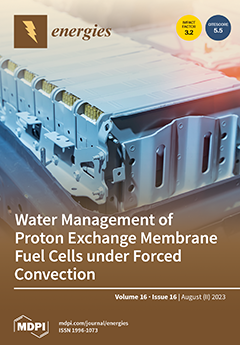 energies
IMPACT
FACTOR
3.2
CITESCORE
5.5
Water Management of
Proton Exchange Membrane
Fuel Cells under Forced
Convection
Volume 16 • Issue 16 | August (II) 2023
MDPI
mdpi.com/journal/energies
ISSN 1996-1073